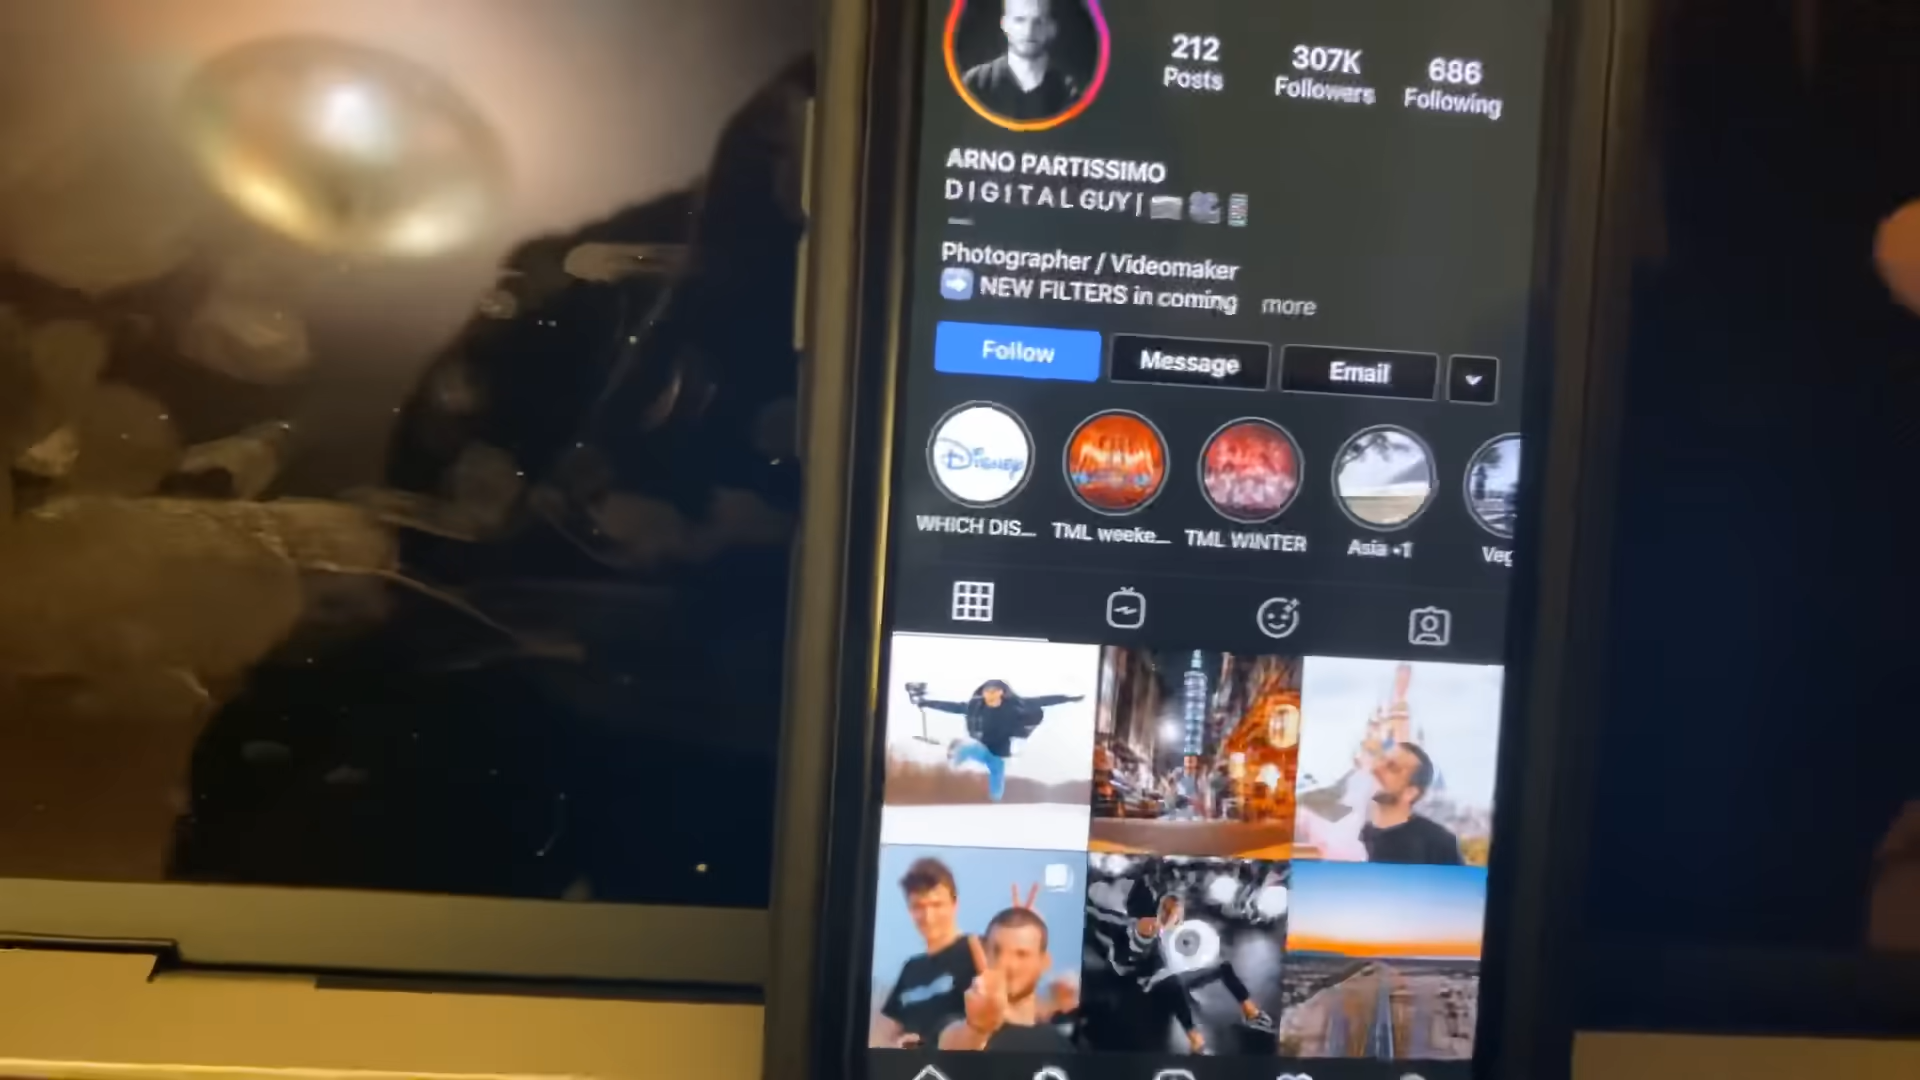 212 307K 686
Posts Followers Following
ARNO PARTISSIMO
D I G I T A L GUY |
Photographer / Videomaker
NEW FILTERS in coming more
Follow Message Email
Disney
WHICH DIS... TML weeke... TML WINTER Asia +1